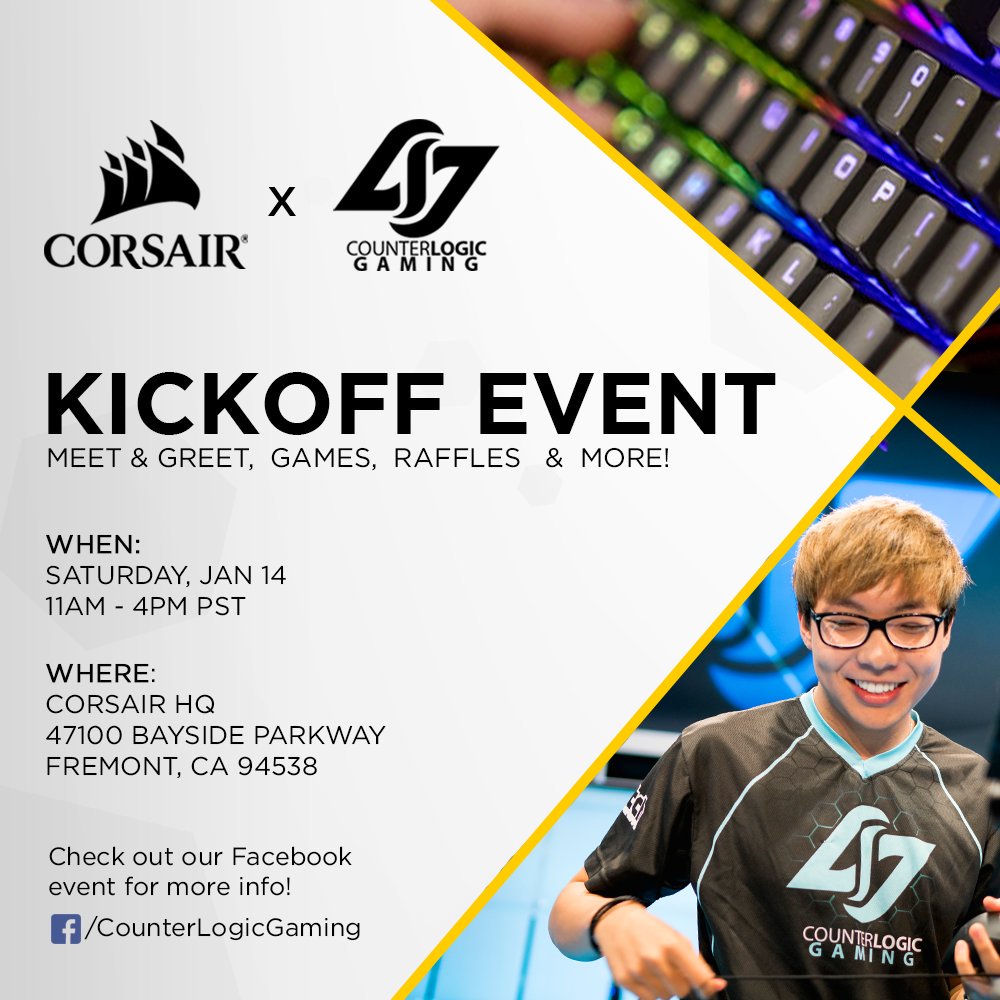 CORSAIR®
X
COUNTERLOGIC
GAMING
KICKOFF EVENT
MEET & GREET, GAMES, RAFFLES & MORE!
WHEN:
SATURDAY, JAN 14
11AM - 4PM PST
WHERE:
CORSAIR HQ
47100 BAYSIDE PARKWAY
FREMONT, CA 94538
Check out our Facebook
event for more info!
f/CounterLogicGaming
COUNTERLOGIC
GAMING